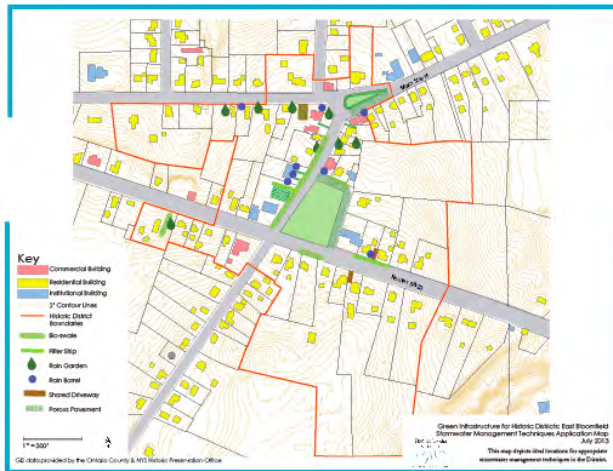 Main Street
Routes 5&20
Key
Commercial Building
Residential Building
Institutional Building
2' Contour Lines
Historic District
Boundaries
Bio-swale
Filter Strip
Rain Garden
Rain Barrel
Shared Driveway
Porous Pavement
1" = 300'
GIS data provided by the Ontario County & NYS Historic Preservation Office
Green Infrastructure for Historic Districts: East Bloomfield
Stormwater Management Techniques Application Map
July 2013
This map depicts ideal locations for appropriate
stormwater management techniques in the District.